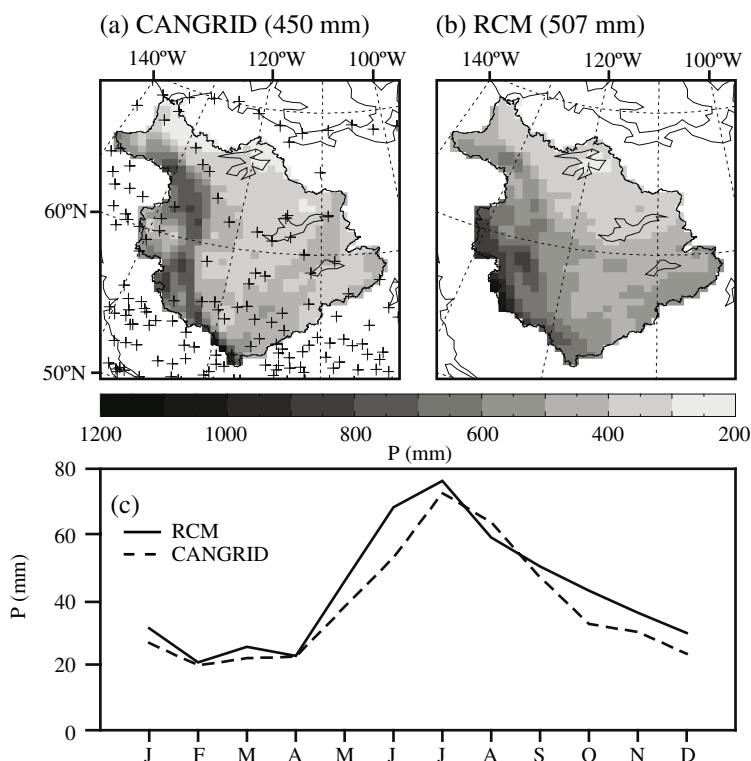 (a) CANGRID (450 mm) (b) RCM (507 mm)
140ºW 120ºW 100ºW 140ºW 120ºW 100ºW
60ºN
50ºN
1200 1000 800 600 400 200
P (mm)
80
60
40
20
0
P (mm)
(c)
RCM
CANGRID
J F M A M J J A S O N D